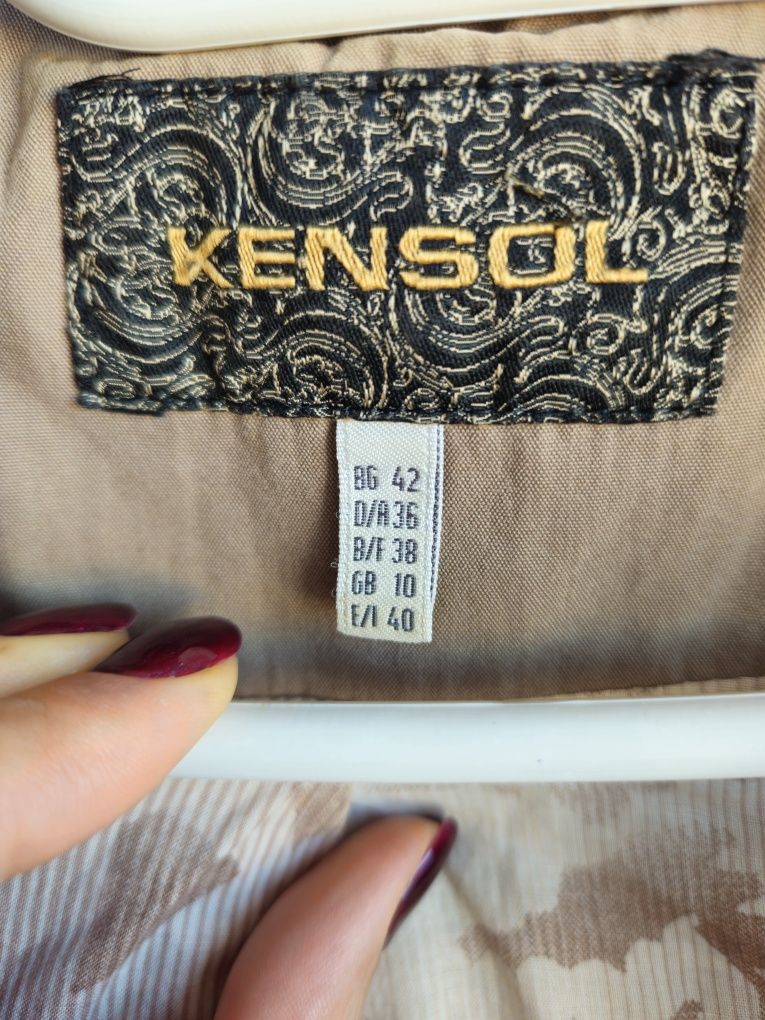 KENSOL
BG 42
D/A 36
B/F 38
GB 10
E/I 40